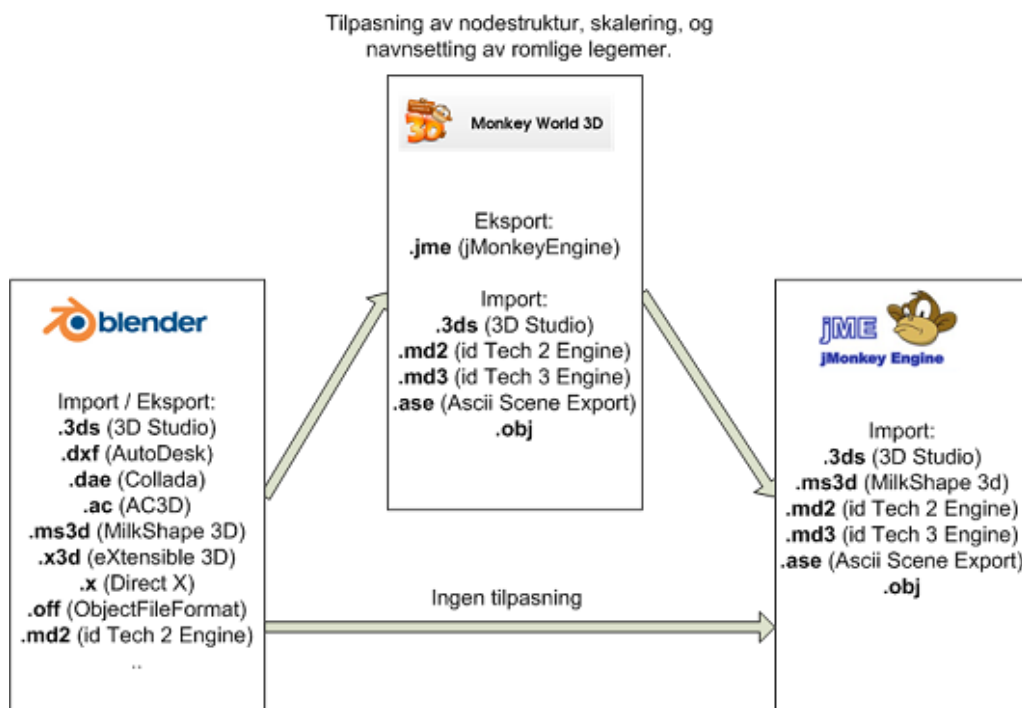 Tilpasning av nodestruktur, skalering, og
navnsetting av romlige legemer.
3D
Monkey World 3D
Eksport:
.jme (jMonkeyEngine)
Import:
.3ds (3D Studio)
.md2 (id Tech 2 Engine)
.md3 (id Tech 3 Engine)
.ase (Ascii Scene Export)
.obj
blender
Import / Eksport:
.3ds (3D Studio)
.dxf (AutoDesk)
.dae (Collada)
.ac (AC3D)
.ms3d (MilkShape 3D)
.x3d (eXtensible 3D)
.x (Direct X)
.off (ObjectFileFormat)
.md2 (id Tech 2 Engine)
..
Ingen tilpasning
jME
jMonkey Engine
Import:
.3ds (3D Studio)
.ms3d (MilkShape 3d)
.md2 (id Tech 2 Engine)
.md3 (id Tech 3 Engine)
.ase (Ascii Scene Export)
.obj